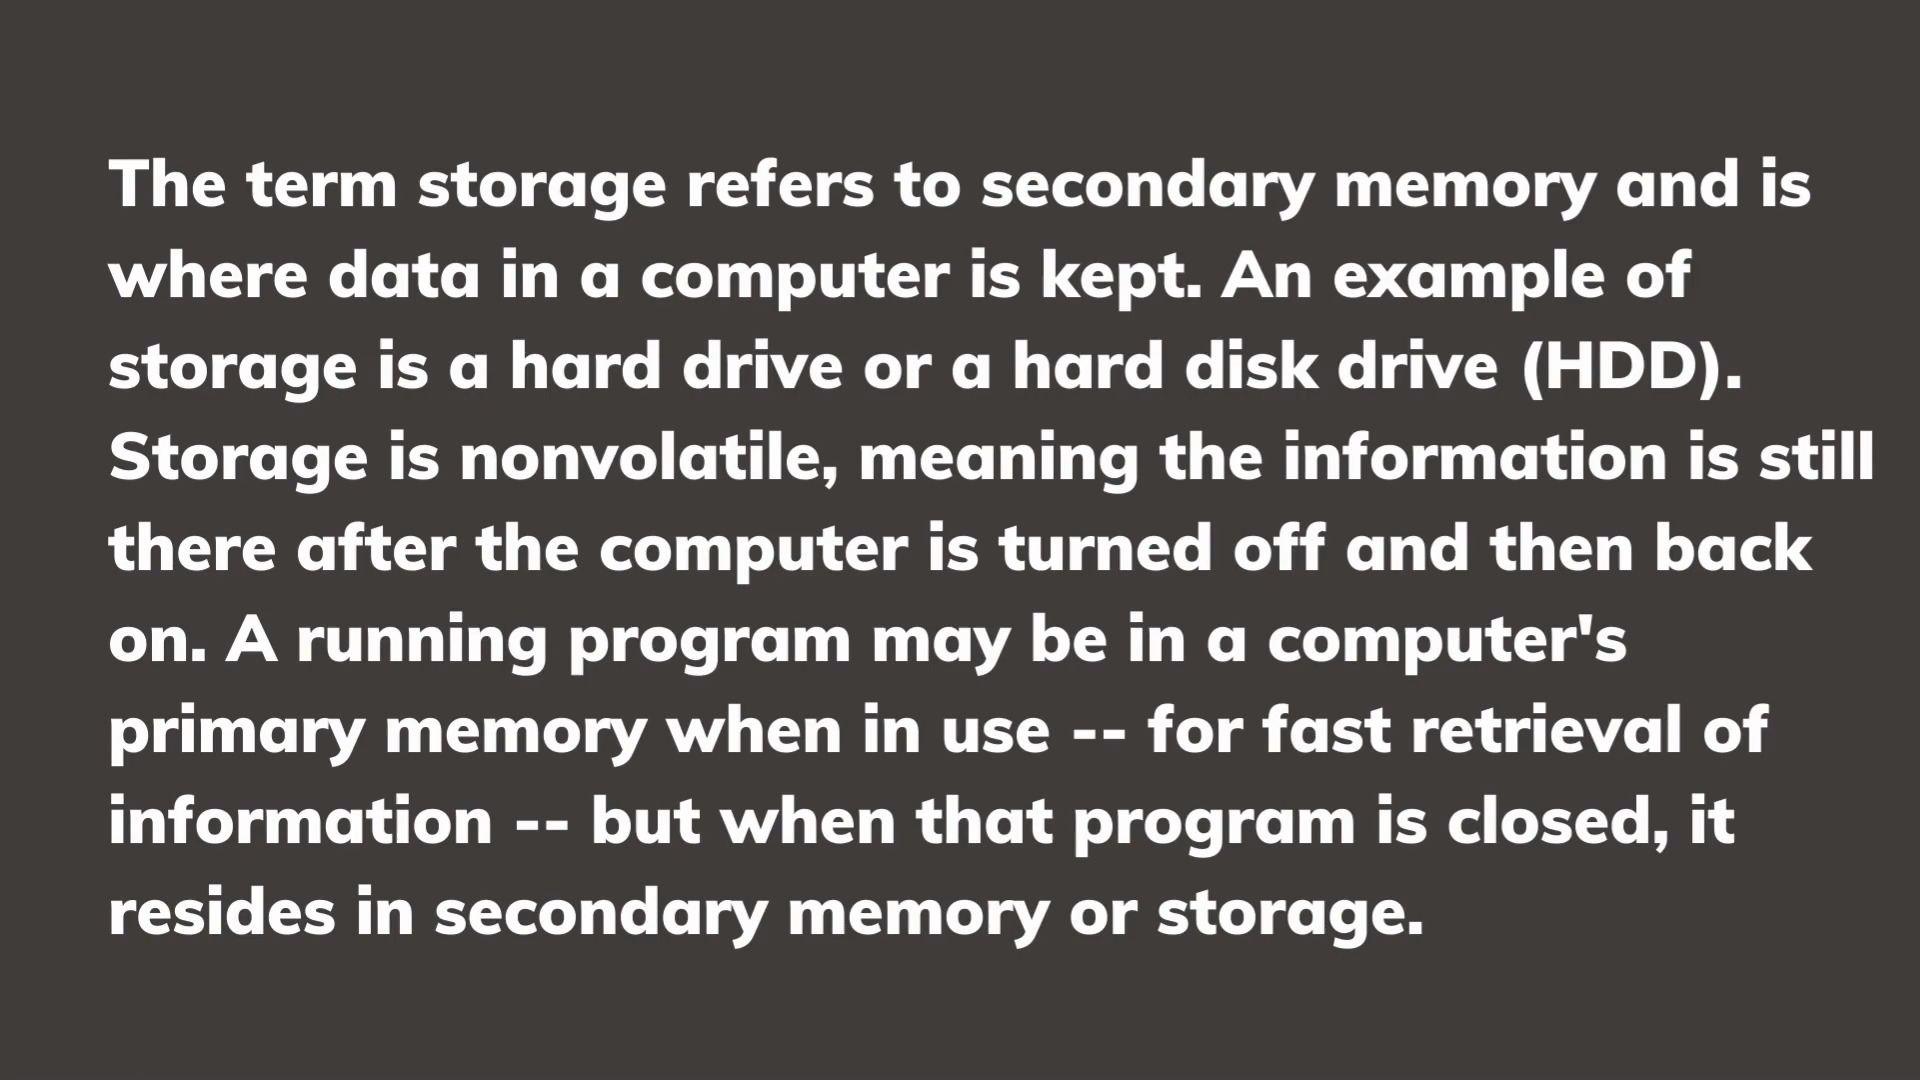 The term storage refers to secondary memory and is
where data in a computer is kept. An example of
storage is a hard drive or a hard disk drive (HDD).
Storage is nonvolatile, meaning the information is still
there after the computer is turned off and then back
on. A running program may be in a computer's
primary memory when in use -- for fast retrieval of
information -- but when that program is closed, it
resides in secondary memory or storage.